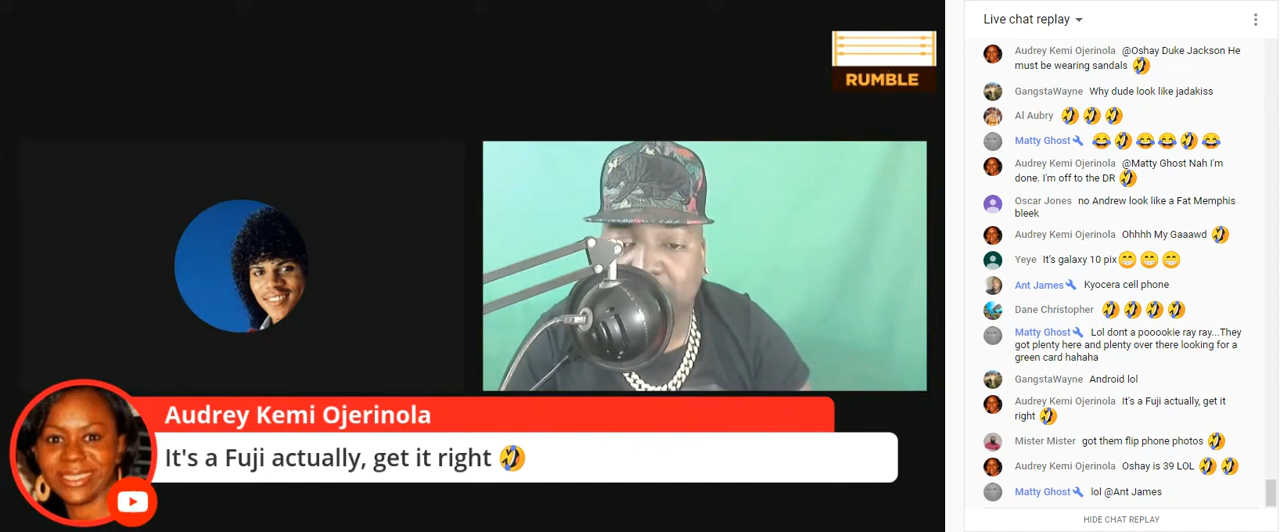 RUMBLE
Audrey Kemi Ojerinola
It's a Fuji actually, get it right 🤣
Live chat replay
Audrey Kemi Ojerinola @Oshay Duke Jackson He
must be wearing sandals 🤣
GangstaWayne Why dude look like jadakiss
Al Aubry 🤣🤣🤣
Matty Ghost 😂🤣😂😂🤣😂
Audrey Kemi Ojerinola @Matty Ghost Nah I'm
done. I'm off to the DR 🤣
Oscar Jones no Andrew look like a Fat Memphis
bleek
Audrey Kemi Ojerinola Ohhhh My Gaaawd 🤣
Yeye It's galaxy 10 pix😁😁😁
Ant James Kyocera cell phone
Dane Christopher 🤣🤣🤣🤣
Matty Ghost Lol dont a pooookie ray ray...They
got plenty here and plenty over there looking for a
green card hahaha
GangstaWayne Android lol
Audrey Kemi Ojerinola It's a Fuji actually, get it
right 🤣
Mister Mister got them flip phone photos 🤣
Audrey Kemi Ojerinola Oshay is 39 LOL 🤣🤣
Matty Ghost lol @Ant James
HIDE CHAT REPLAY